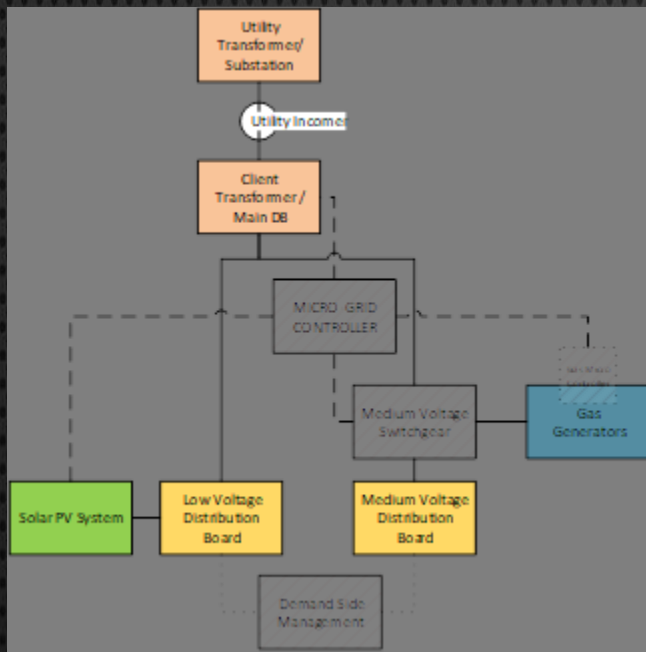 Utility
Transformer/
Substation
Utility Incomer
Client
Transformer /
Main DB
MICRO-GRID
CONTROLLER
Medium Voltage
Switchgear
Gas
Generators
Solar PV System
Low Voltage
Distribution
Board
Medium Voltage
Distribution
Board
Demand Side
Management